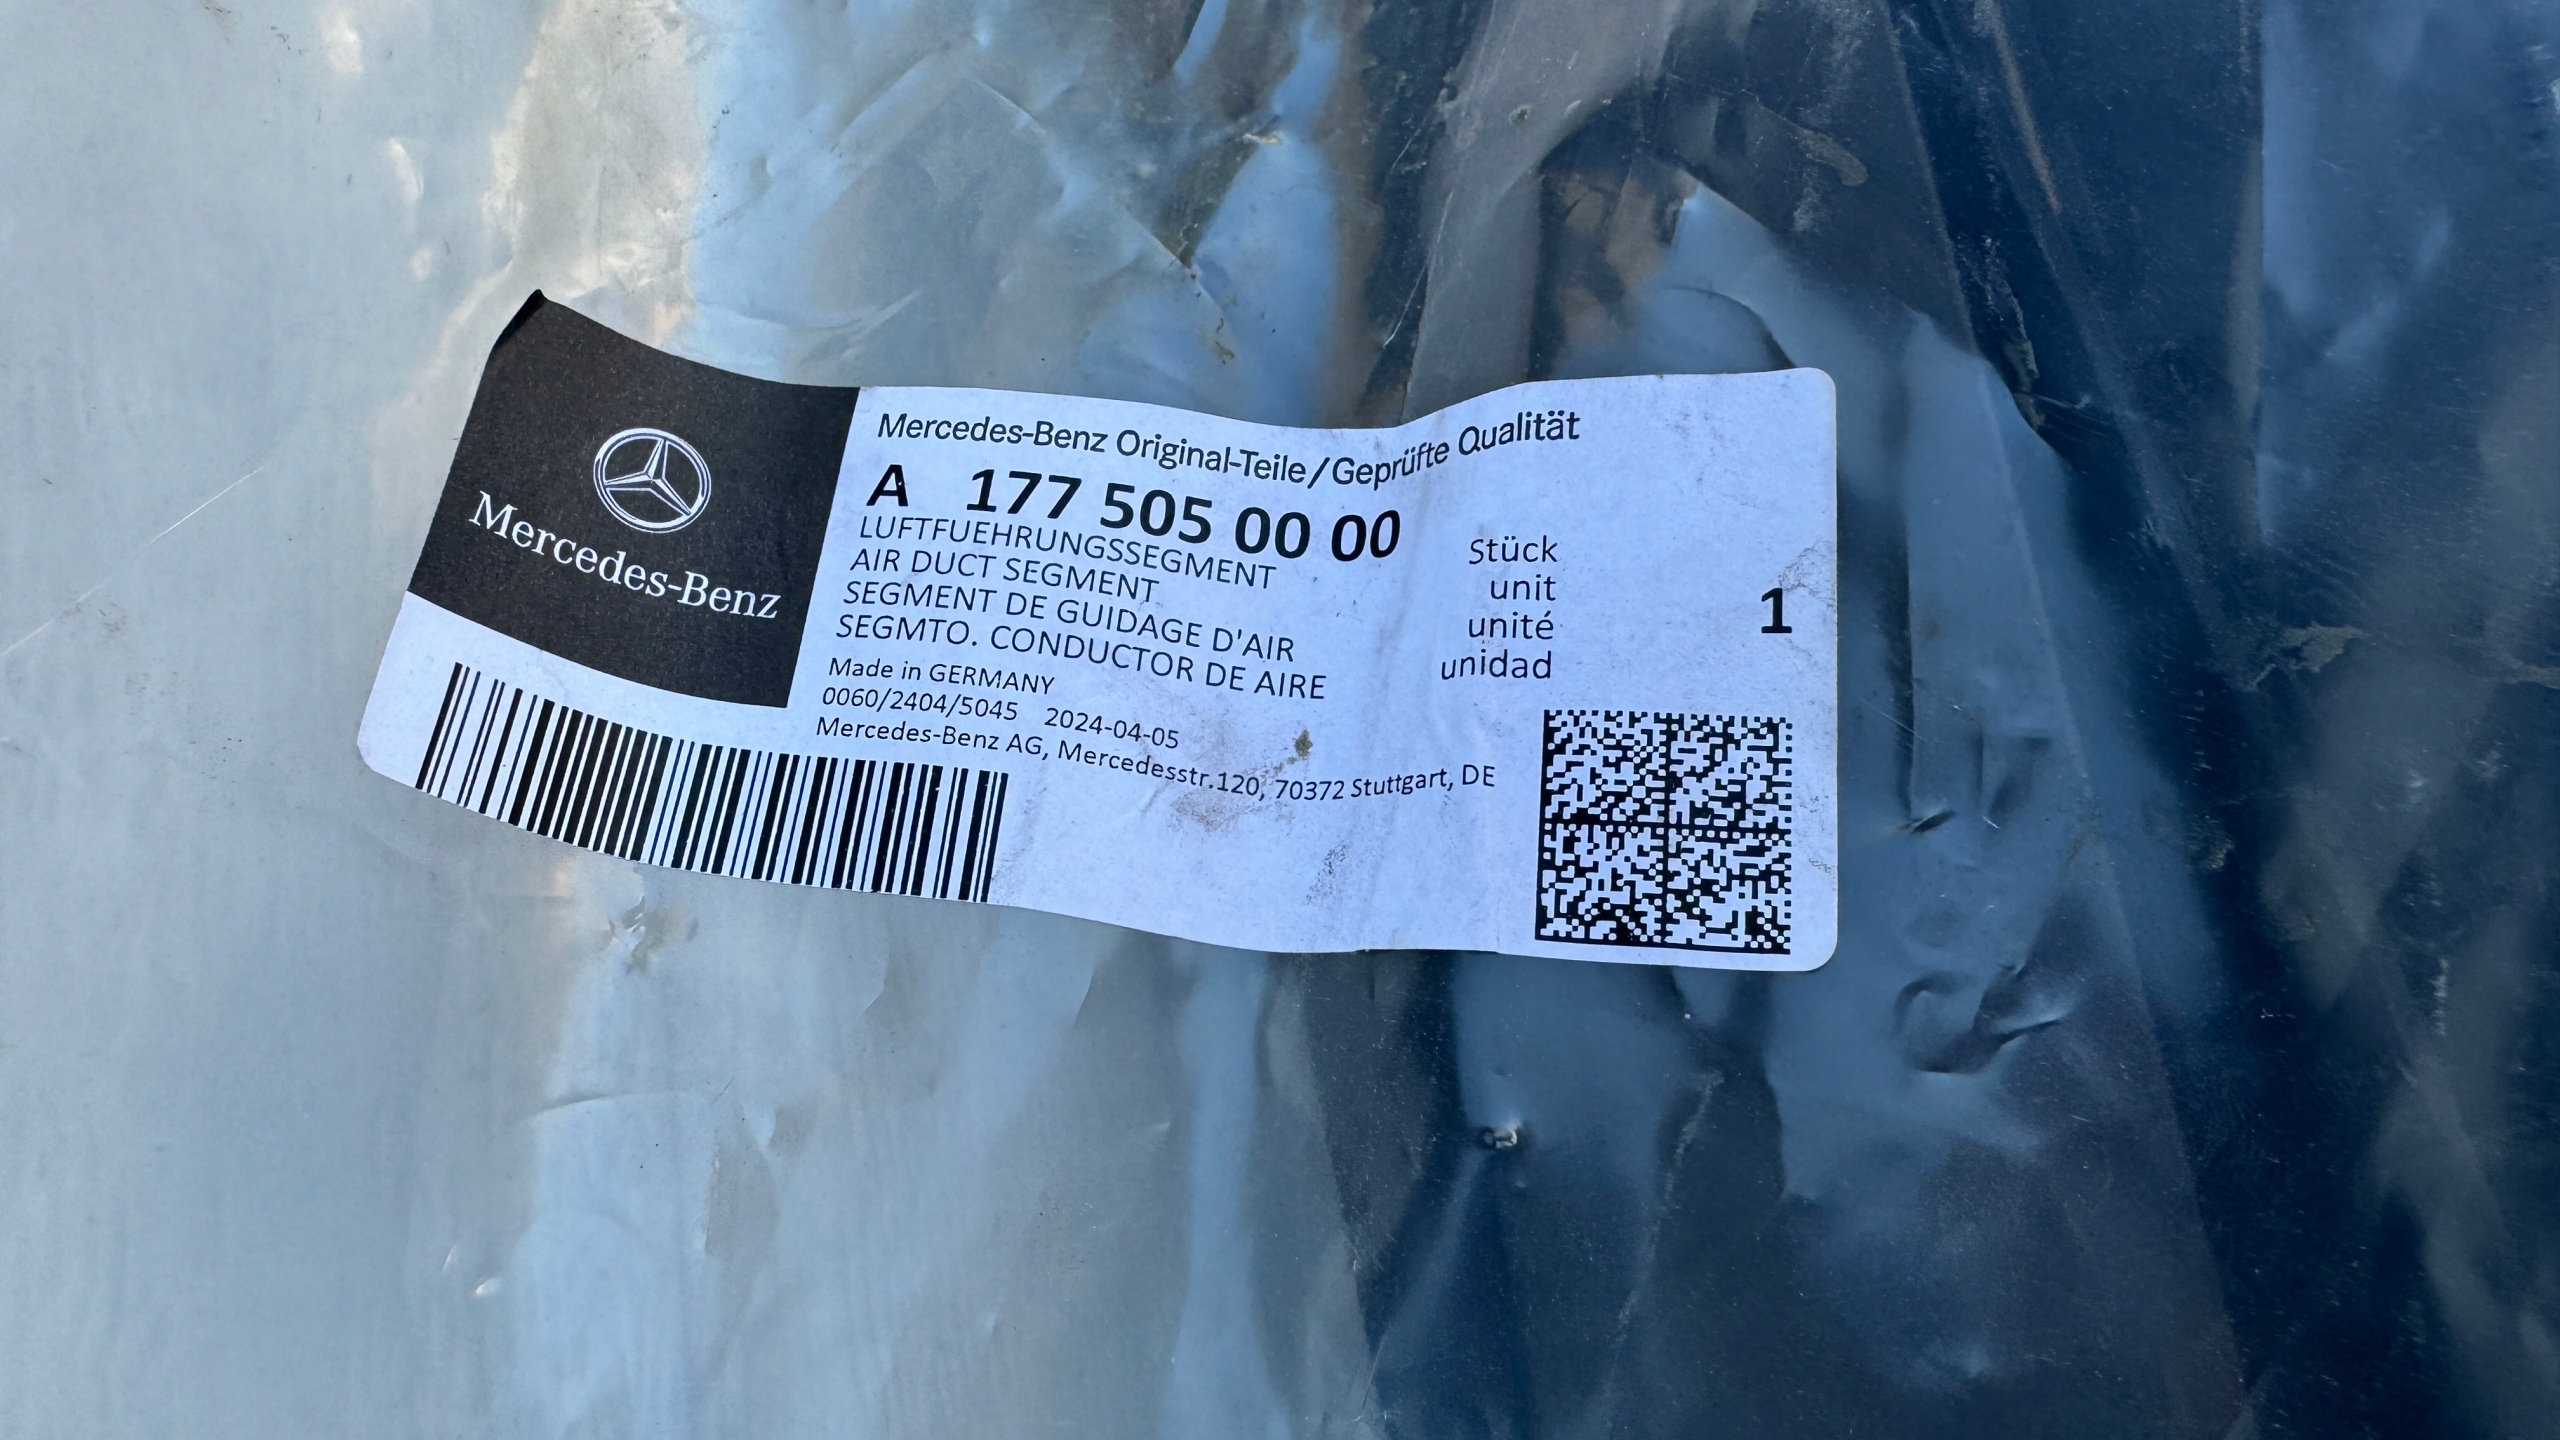 Mercedes-Benz
Mercedes-Benz Original-Teile/Geprüfte Qualität
A 177 505 00 00
LUFTFUEHRUNGSSEGMENT
AIR DUCT SEGMENT
SEGMENT DE GUIDAGE D'AIR
SEGMTO. CONDUCTOR DE AIRE
Stück
unit
unité
unidad
1
Made in GERMANY
0060/2404/5045 2024-04-05
Mercedes-Benz AG, Mercedesstr.120, 70372 Stuttgart, DE